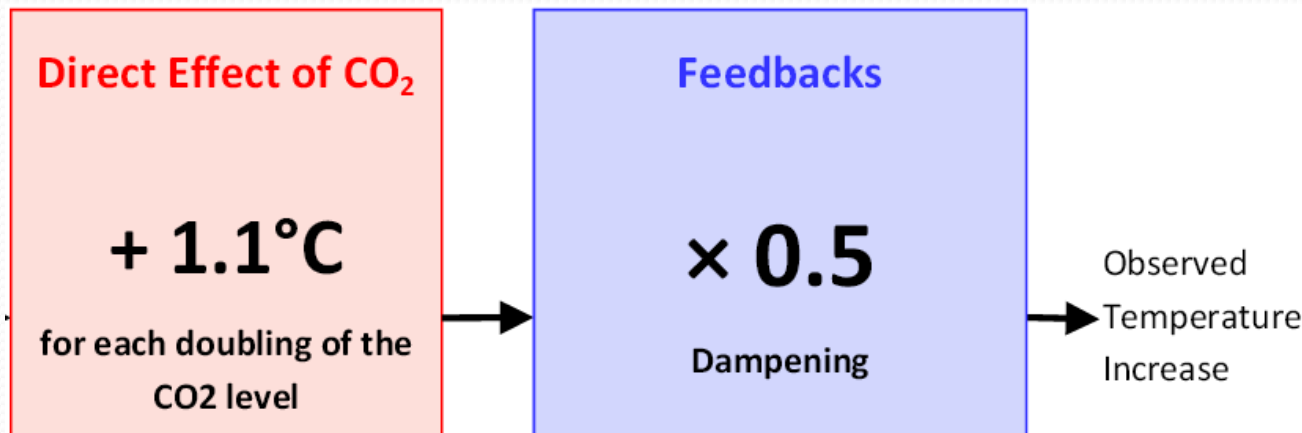 Direct Effect of CO₂
+ 1.1°C
for each doubling of the
CO2 level
Feedbacks
× 0.5
Dampening
Observed
Temperature
Increase